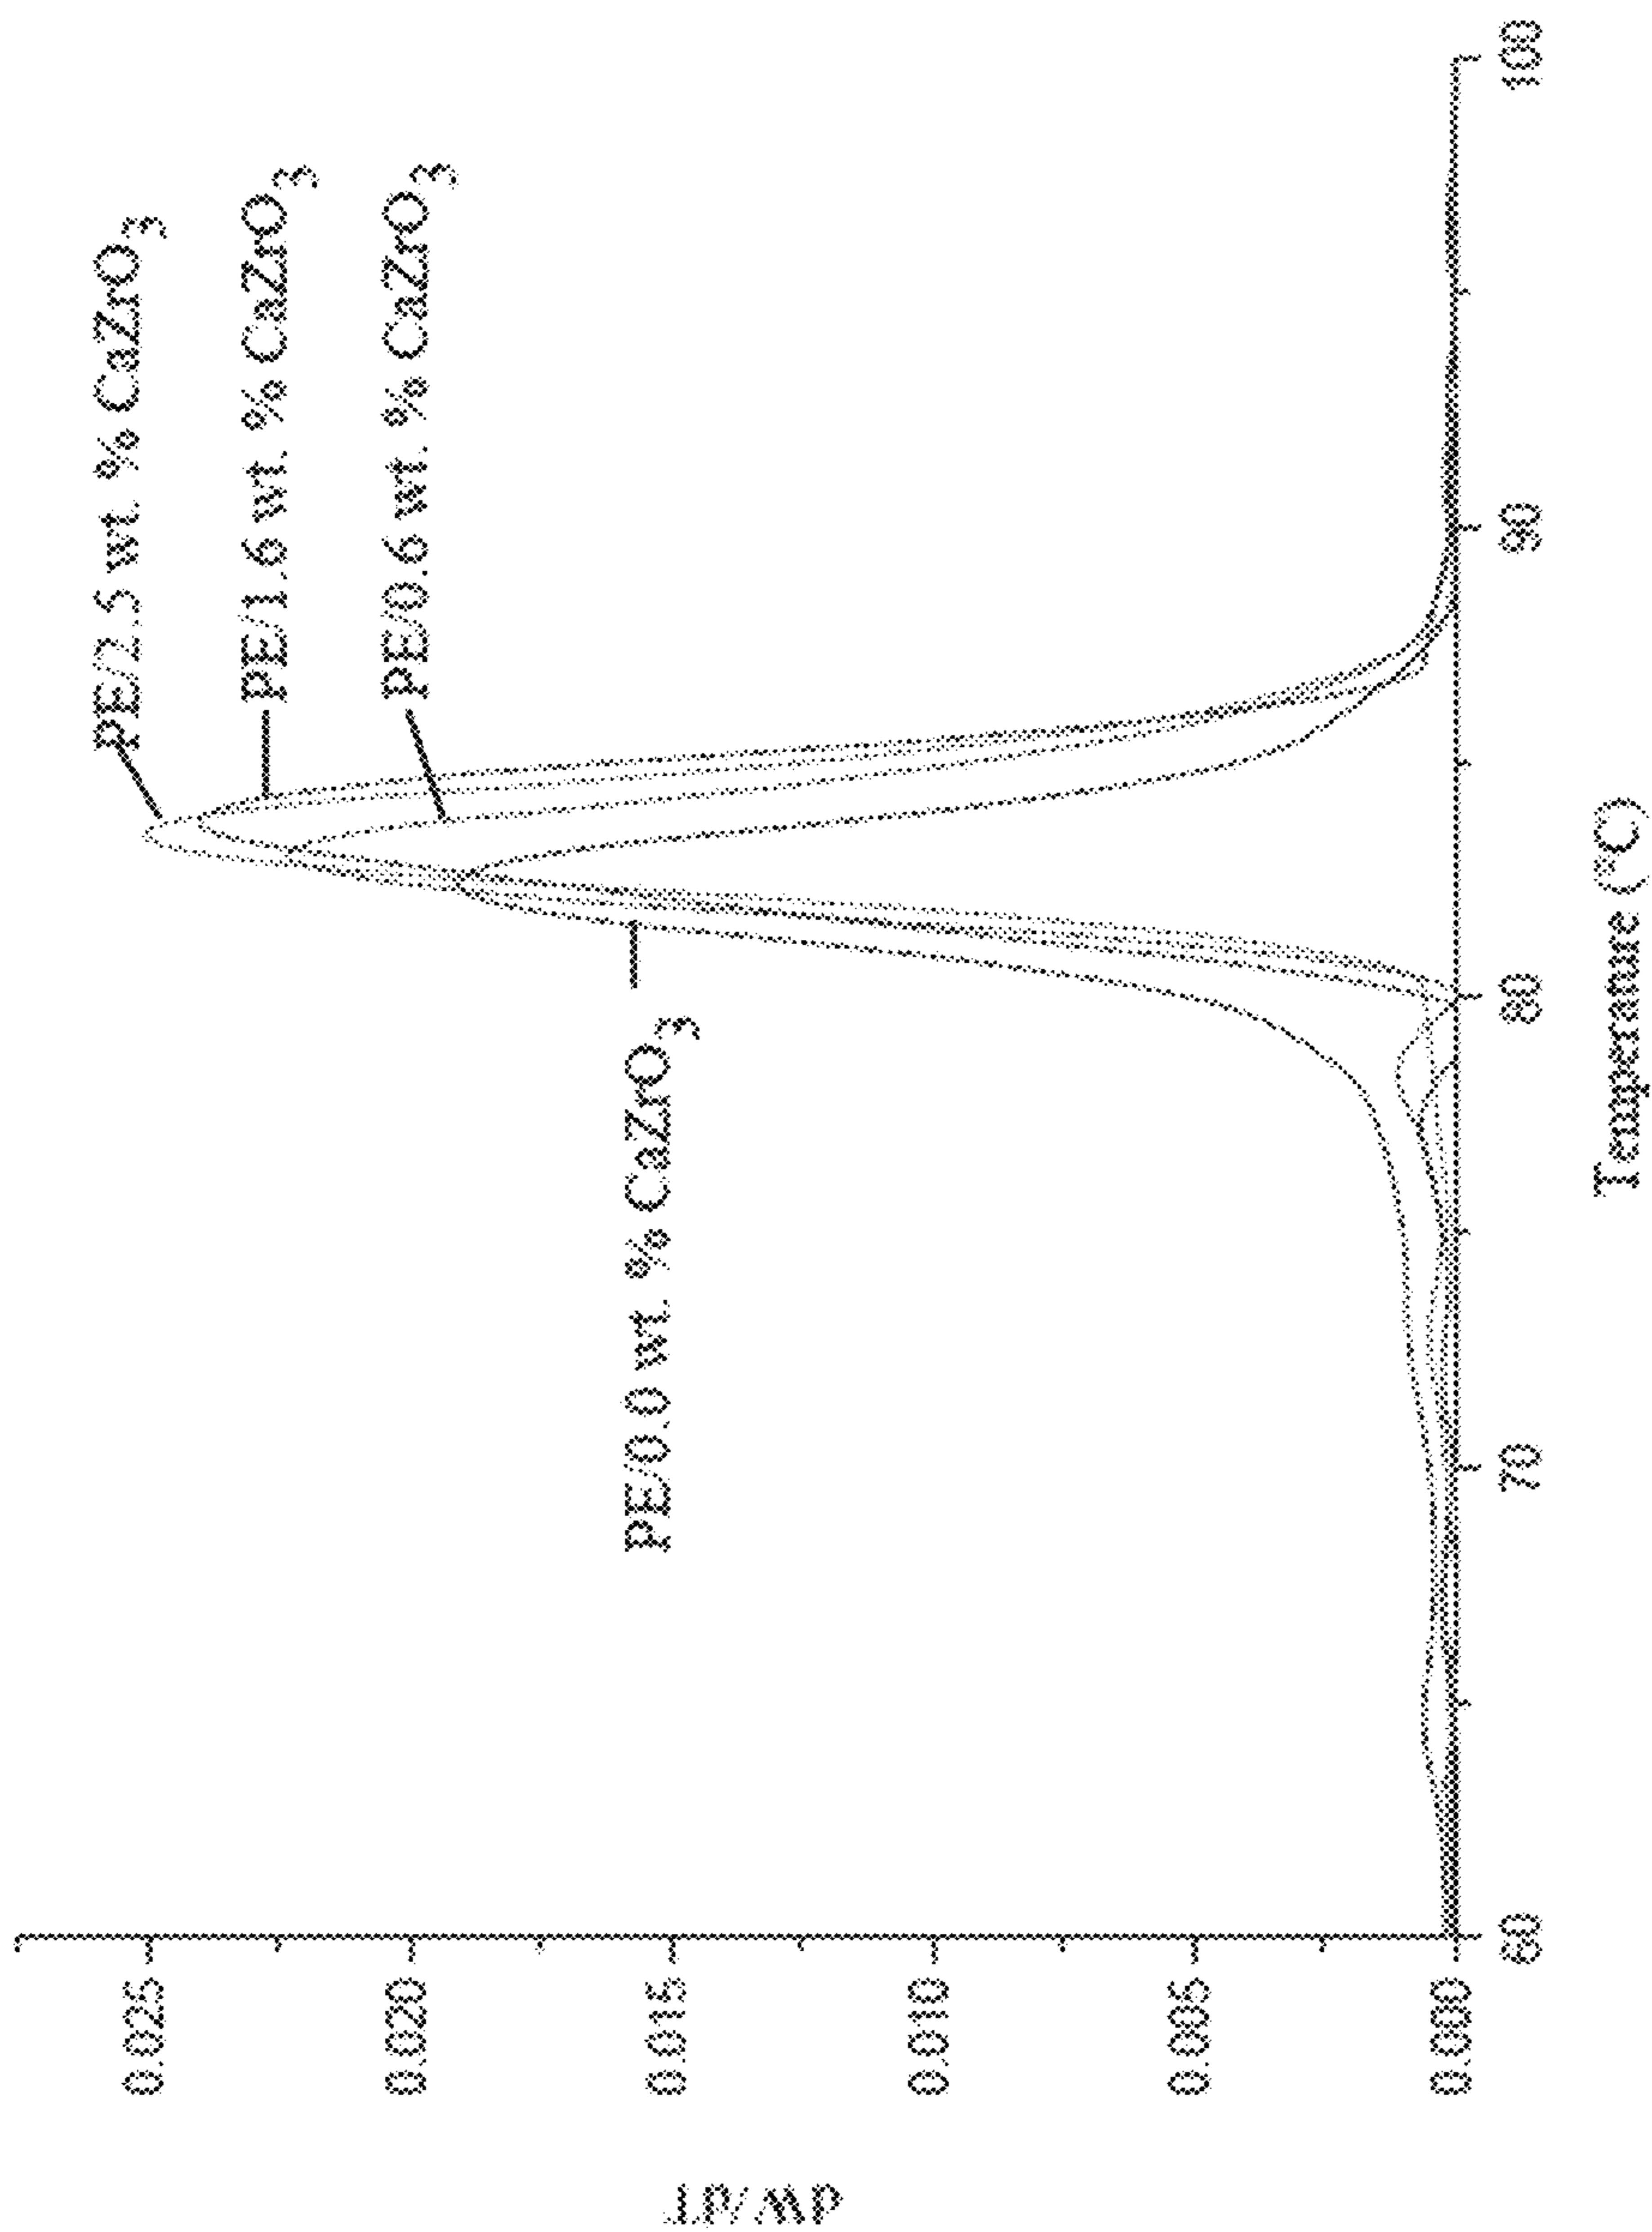 PE/2.5 wt. % CaZrO₃
PE/1.6 wt. % CaZrO₃
PE/0.6 wt. % CaZrO₃
PE/0.0 wt. % CaZrO₃
dW/dT
0.025
0.020
0.015
0.010
0.005
0.000
60
70
80
90
100
Temperature (°C)